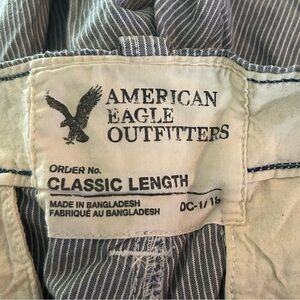 AMERICAN
EAGLE
OUTFITTERS
ORDER No.
CLASSIC LENGTH
MADE IN BANGLADESH
FABRIQUÉ AU BANGLADESH